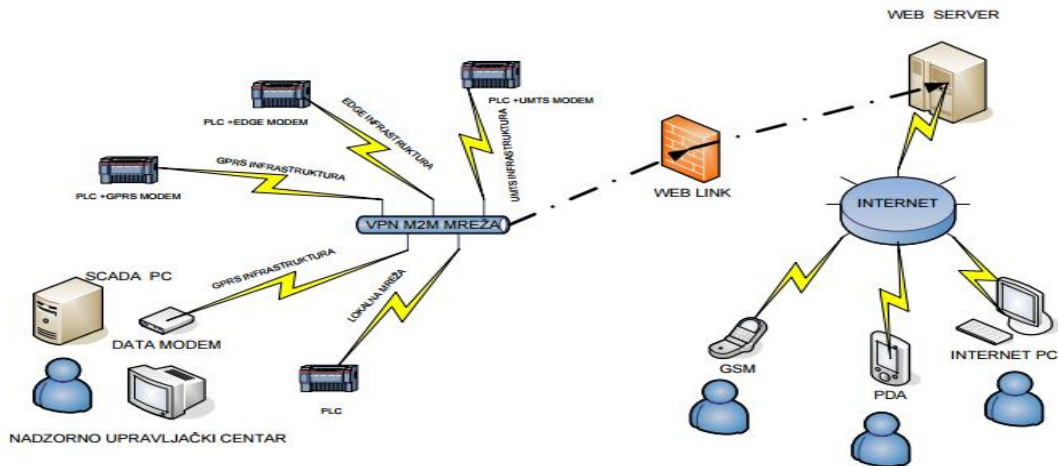 WEB SERVER
PLC +EDGE MODEM
EDGE INFRASTRUKTURA
PLC +UMTS MODEM
UMTS INFRASTRUKTURA
PLC +GPRS MODEM
GPRS INFRASTRUKTURA
WEB LINK
INTERNET
VPN M2M MREŽA
SCADA PC
GPRS INFRASTRUKTURA
LOKALNA MREŽA
DATA MODEM
PLC
GSM
PDA
INTERNET PC
NADZORNO UPRAVLJAČKI CENTAR